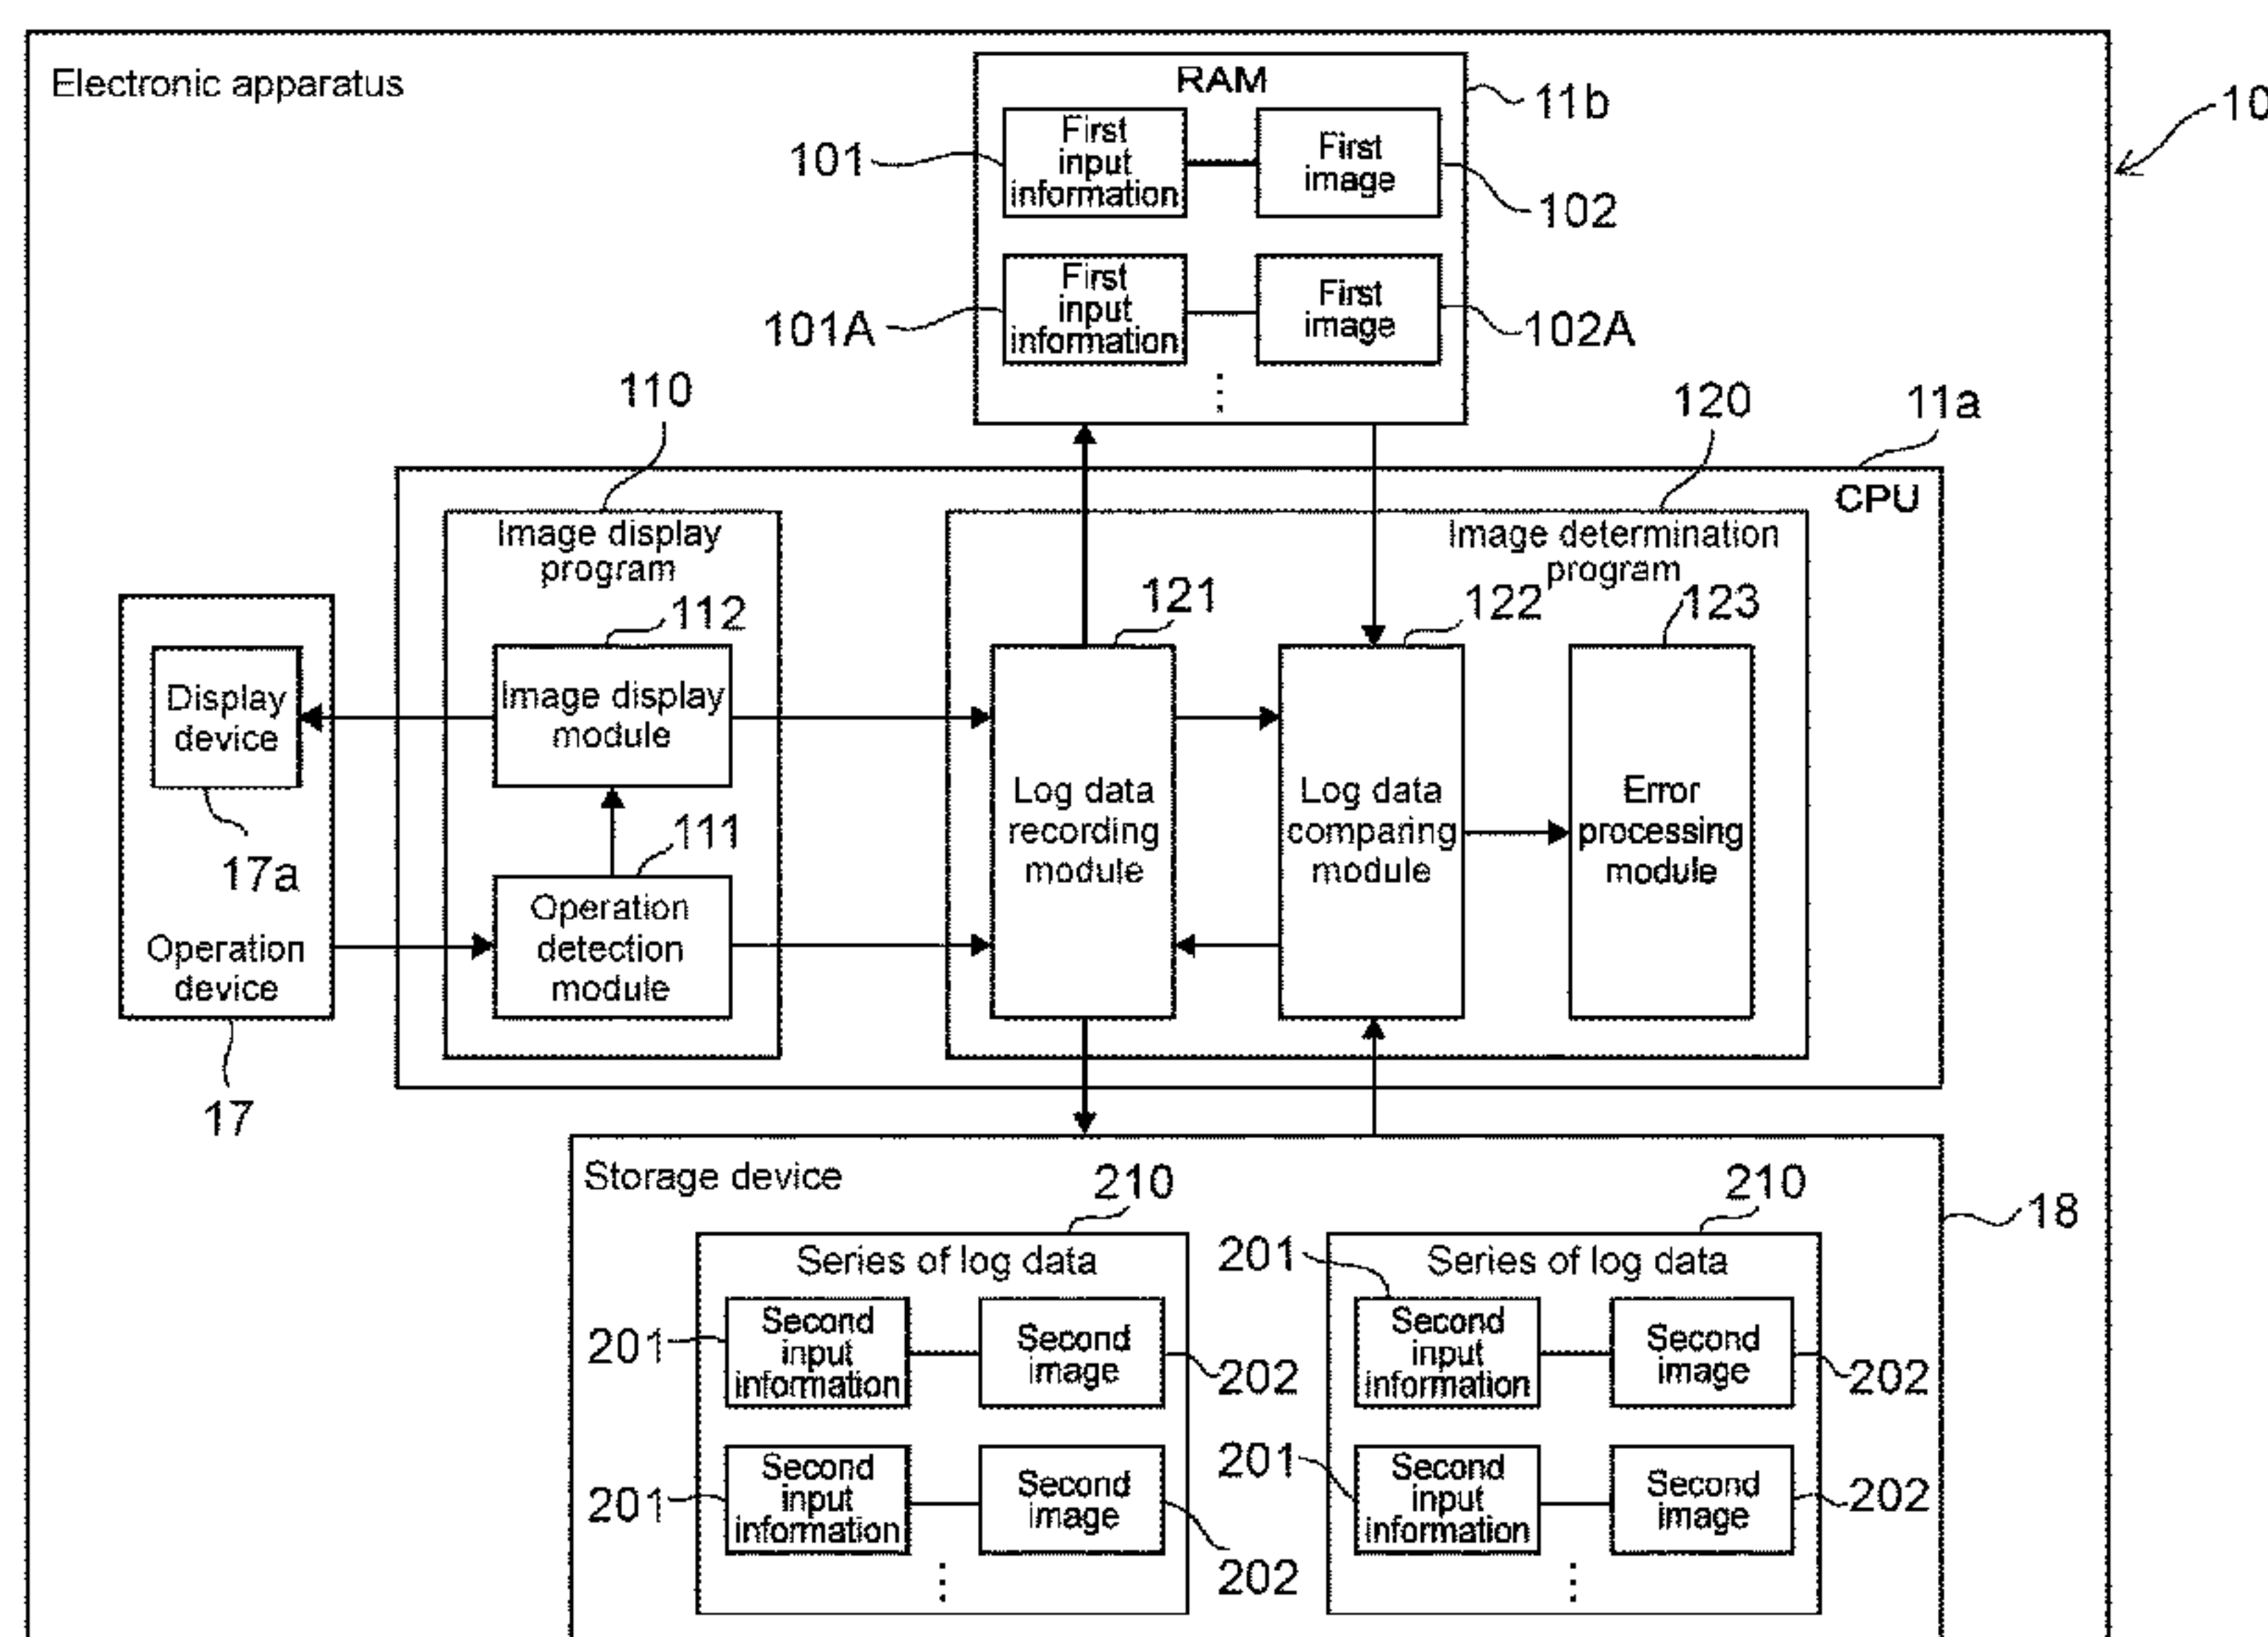 Electronic apparatus
10
RAM
11b
First
input
information
First
image
101
102
First
input
information
First
image
101A
102A
110
120
11a
CPU
Image display
program
Image determination
program
112
121
122
123
Display
device
17a
Operation
device
17
Image display
module
111
Operation
detection
module
Log data
recording
module
Log data
comparing
module
Error
processing
module
Storage device
18
210
Series of log data
201
Second
input
information
Second
image
202
201
Second
input
information
Second
image
202
210
Series of log data
201
Second
input
information
Second
image
202
201
Second
input
information
Second
image
202